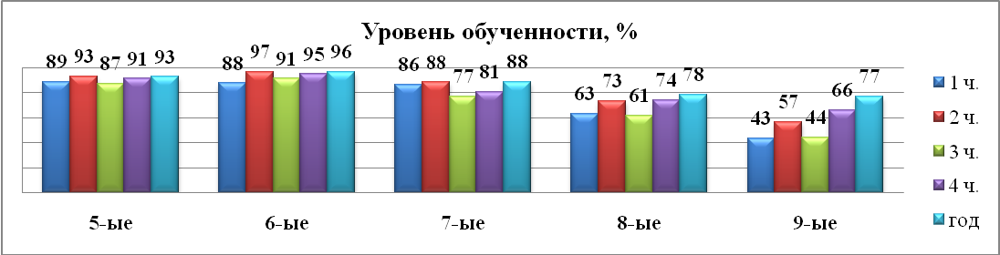 Уровень обученности, %
89 93 87 91 93
88 97 91 95 96
86 88 77 81 88
63 73 61 74 78
43 57 44 66 77
5-ые 6-ые 7-ые 8-ые 9-ые
1 ч.
2 ч.
3 ч.
4 ч.
год